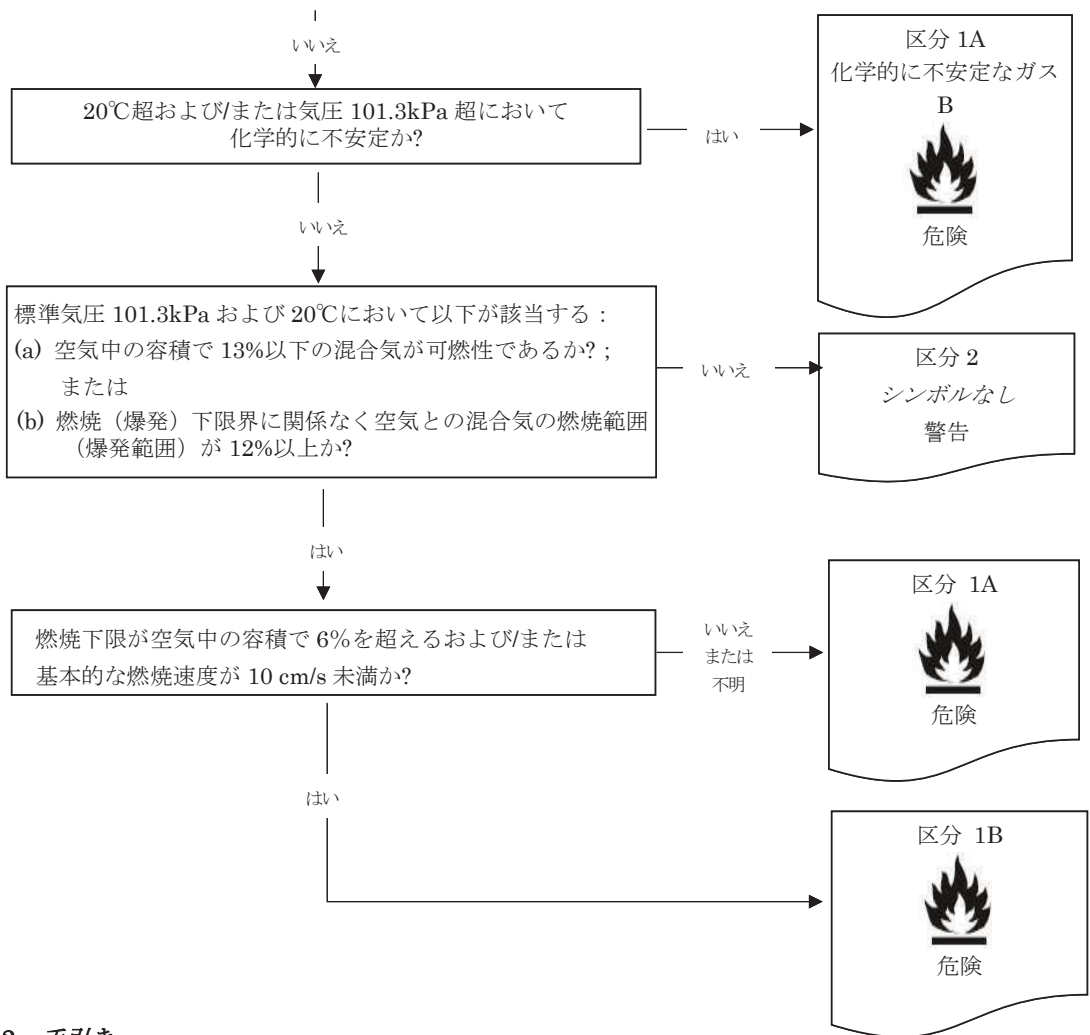 いいえ
20℃超および/または気圧 101.3kPa 超において
化学的に不安定か?
はい
区分 1A
化学的に不安定なガス
B
危険
いいえ
標準気圧 101.3kPa および 20℃において以下が該当する：
(a) 空気中の容積で 13%以下の混合気が可燃性であるか?；
または
(b) 燃焼（爆発）下限界に関係なく空気との混合気の燃焼範囲
（爆発範囲）が 12%以上か?
いいえ
区分 2
シンボルなし
警告
はい
燃焼下限が空気中の容積で 6％を超えるおよび/または
基本的な燃焼速度が 10 cm/s 未満か?
いいえ
または
不明
区分 1A
危険
はい
区分 1B
危険